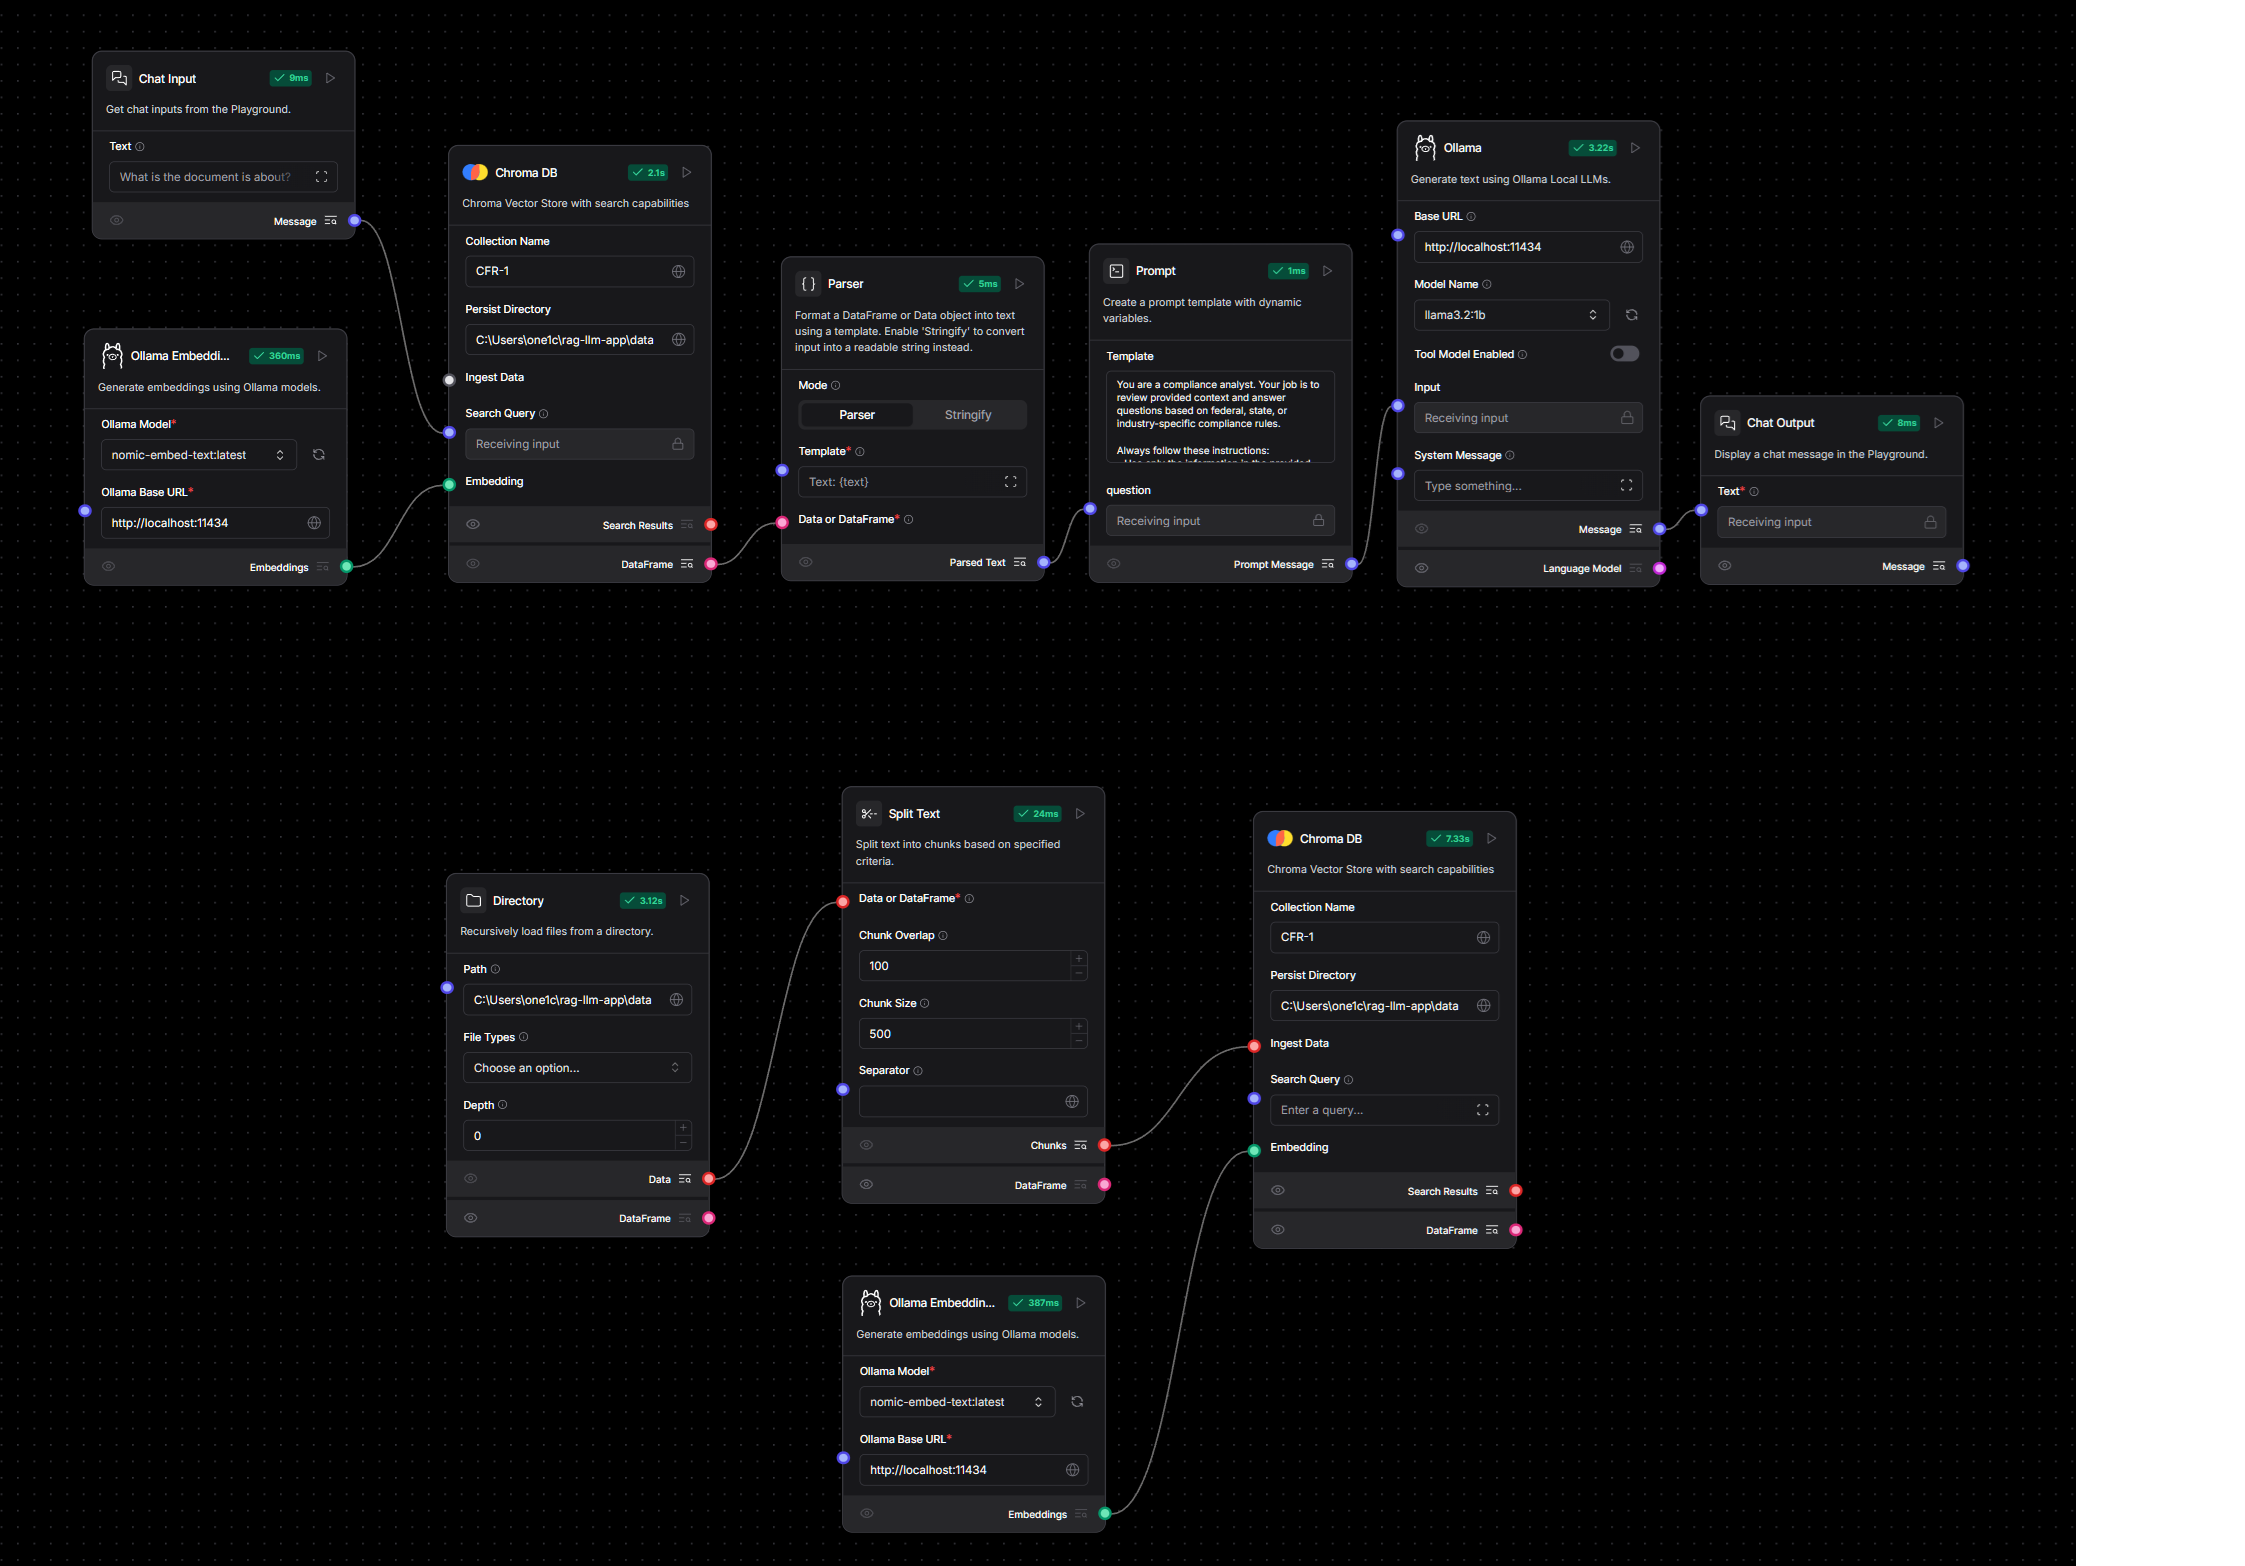 Chat Input
9ms
Get chat inputs from the Playground.
Text
What is the document is about?
Message
Ollama Embeddi...
360ms
Generate embeddings using Ollama models.
Ollama Model*
nomic-embed-text:latest
Ollama Base URL*
http://localhost:11434
Embeddings
Chroma DB
2.1s
Chroma Vector Store with search capabilities
Collection Name
CFR-1
Persist Directory
C:\Users\one1c\rag-llm-app\data
Ingest Data
Search Query
Receiving input
Embedding
Search Results
DataFrame
Parser
5ms
Format a DataFrame or Data object into text
using a template. Enable 'Stringify' to convert
input into a readable string instead.
Mode
Parser
Stringify
Template*
Text: {text}
Data or DataFrame*
Parsed Text
Prompt
1ms
Create a prompt template with dynamic
variables.
Template
You are a compliance analyst. Your job is to
review provided context and answer
questions based on federal, state, or
industry-specific compliance rules.
Always follow these instructions:
- Use only the information in the provided
question
Receiving input
Prompt Message
Ollama
3.22s
Generate text using Ollama Local LLMs.
Base URL
http://localhost:11434
Model Name
llama3.2:1b
Tool Model Enabled
Input
Receiving input
System Message
Type something...
Message
Language Model
Chat Output
8ms
Display a chat message in the Playground.
Text*
Receiving input
Message
Directory
3.12s
Recursively load files from a directory.
Path
C:\Users\one1c\rag-llm-app\data
File Types
Choose an option...
Depth
0
Data
DataFrame
Split Text
24ms
Split text into chunks based on specified
criteria.
Data or DataFrame*
Chunk Overlap
100
Chunk Size
500
Separator
Chunks
DataFrame
Ollama Embeddin...
387ms
Generate embeddings using Ollama models.
Ollama Model*
nomic-embed-text:latest
Ollama Base URL*
http://localhost:11434
Embeddings
Chroma DB
7.33s
Chroma Vector Store with search capabilities
Collection Name
CFR-1
Persist Directory
C:\Users\one1c\rag-llm-app\data
Ingest Data
Search Query
Enter a query...
Embedding
Search Results
DataFrame